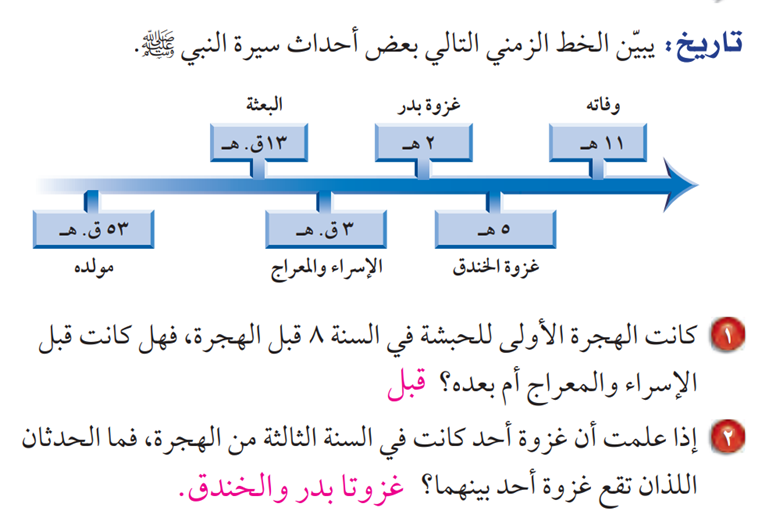 تاريخ: يبيّن الخط الزمني التالي بعض أحداث سيرة النبي ﷺ.
وفاته
غزوة بدر
البعثة
١١ هـ
٢ هـ
١٣ ق. هـ
٥ هـ
٣ ق. هـ
٥٣ ق. هـ
غزوة الخندق
الإسراء والمعراج
مولده
١ كانت الهجرة الأولى للحبشة في السنة ٨ قبل الهجرة، فهل كانت قبل
الإسراء والمعراج أم بعده؟ قبل
٢ إذا علمت أن غزوة أحد كانت في السنة الثالثة من الهجرة، فما الحدثان
اللذان تقع غزوة أحد بينهما؟ غزوتا بدر والخندق.